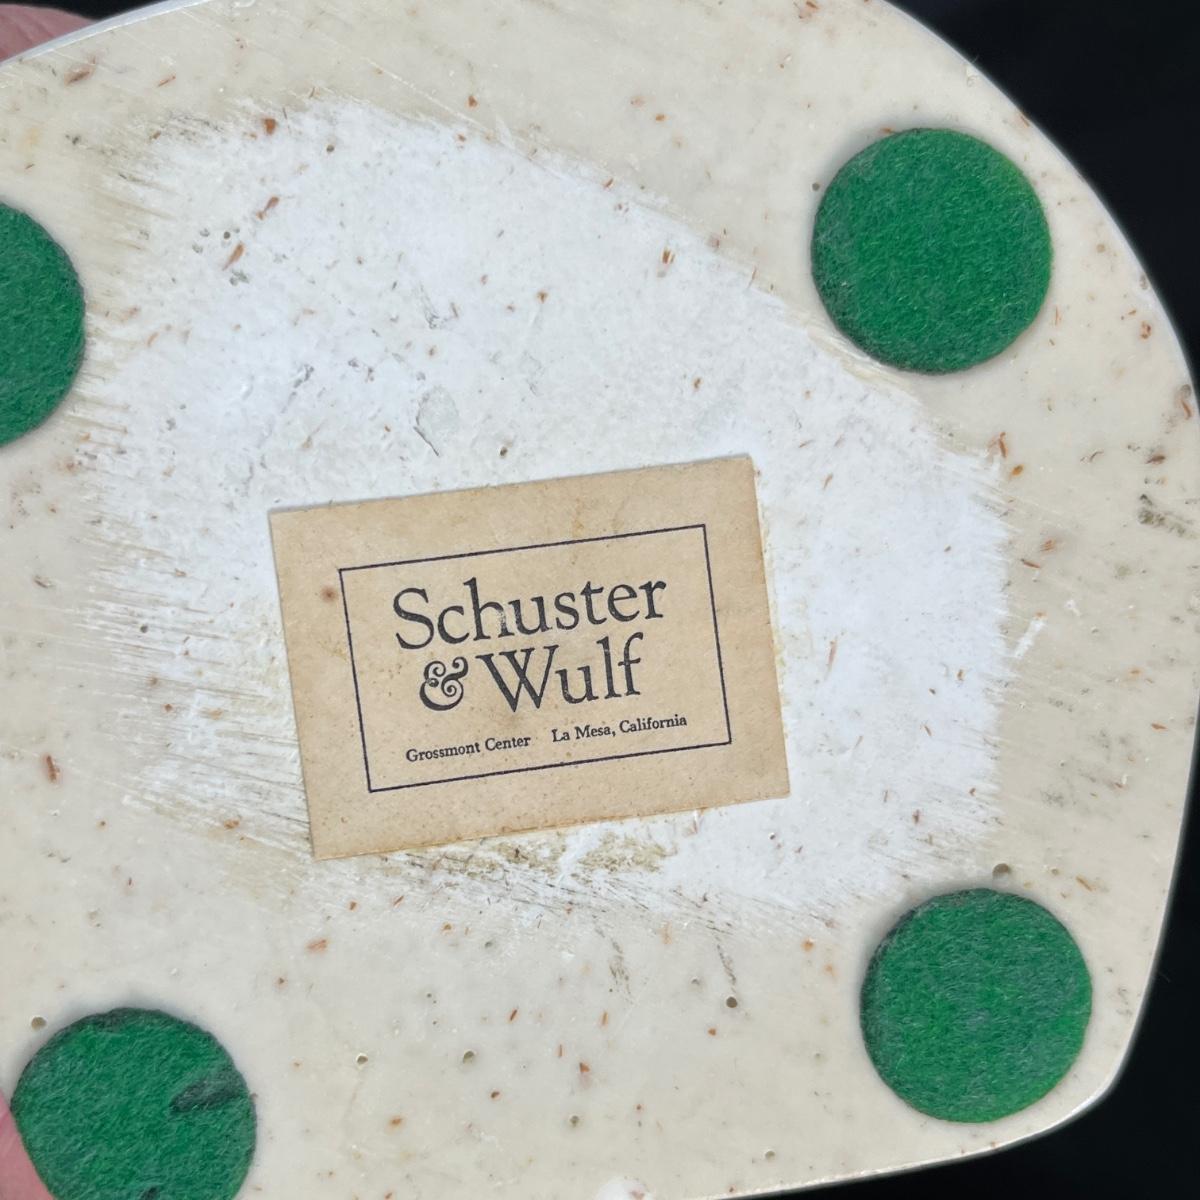 Schuster
& Wulf
Grossmont Center La Mesa, California